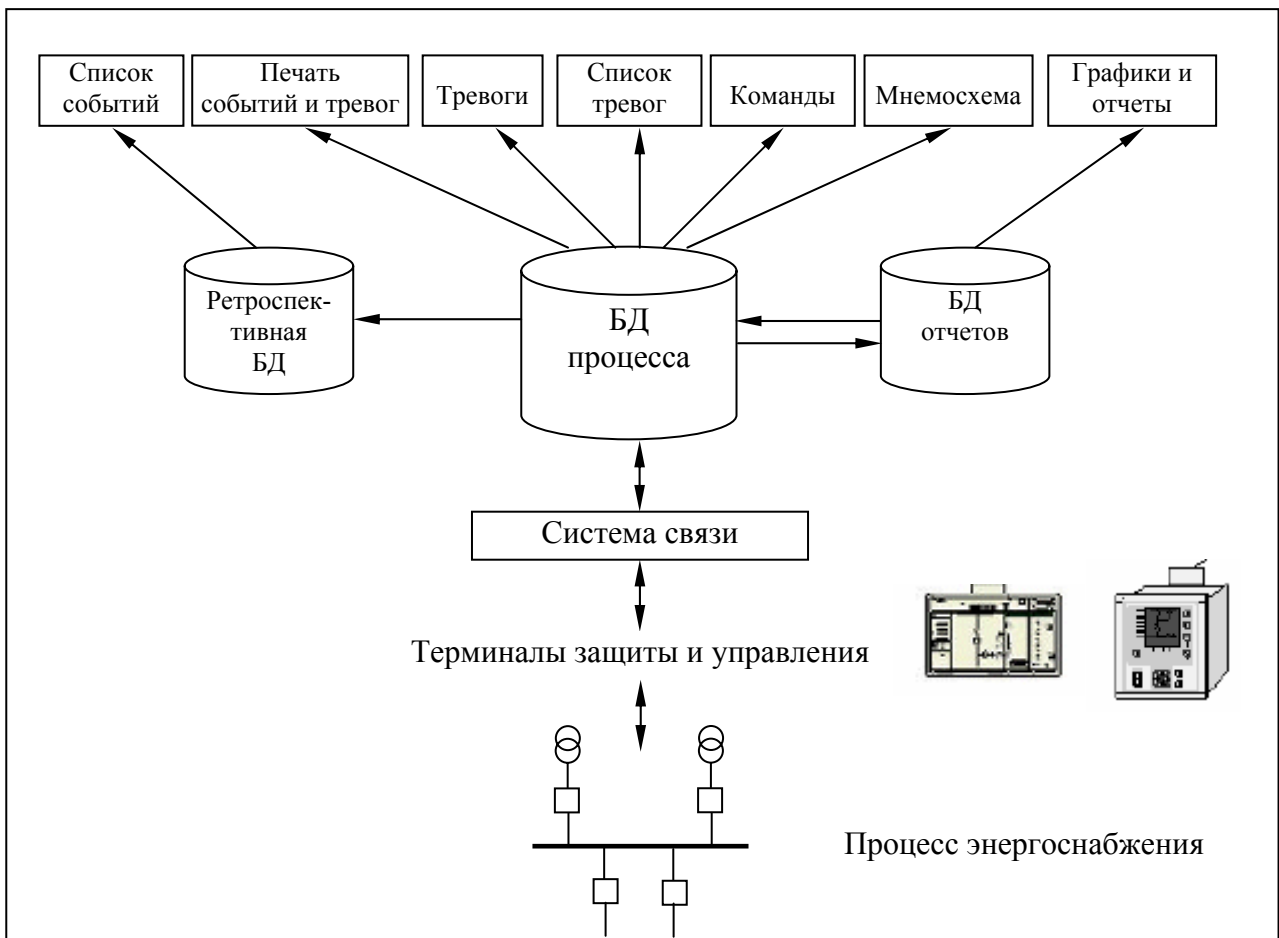 Список
событий
Печать
событий и тревог
Тревоги
Список
тревог
Команды
Мнемосхема
Графики и
отчеты
Ретроспек-
тивная
БД
БД
процесса
БД
отчетов
Система связи
Терминалы защиты и управления
Процесс энергоснабжения